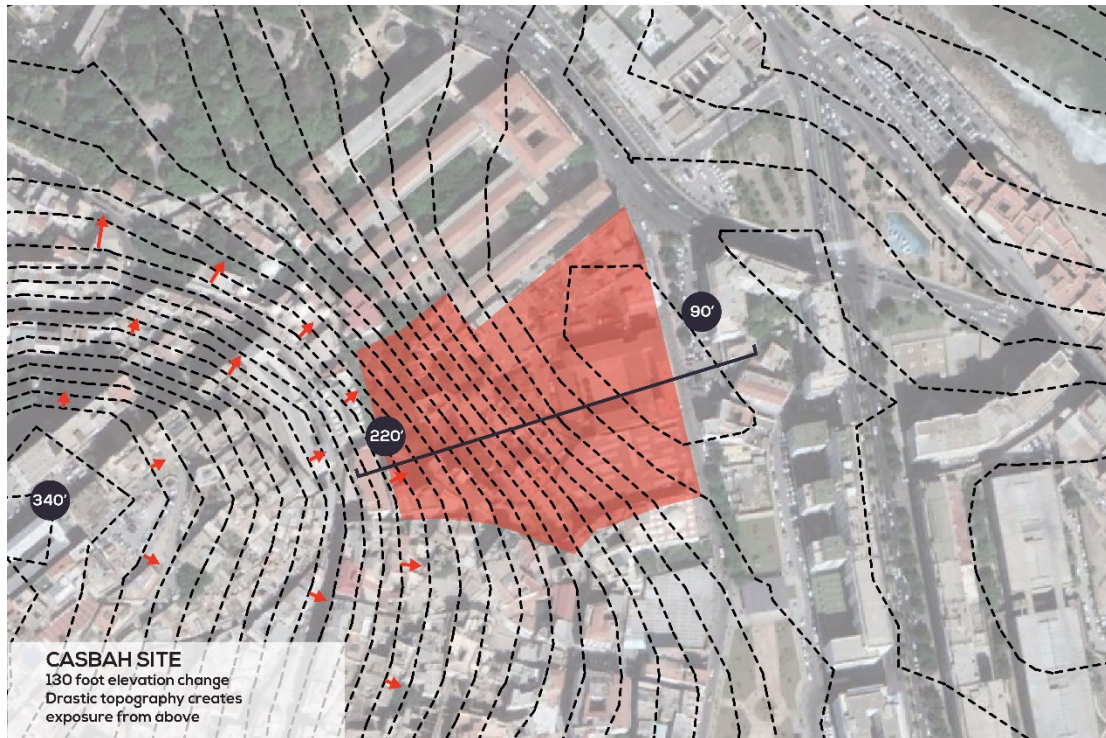 90′
220′
340′
CASBAH SITE
130 foot elevation change
Drastic topography creates
exposure from above